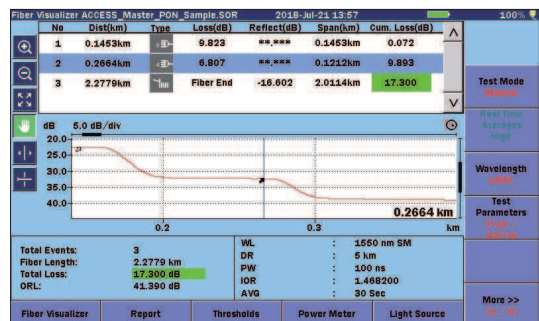 Fiber Visualizer ACCESS_Master_PON_Sample.SOR 2018-Jul-21 13:57 100%
No Dist(km) Type Loss(dB) Reflect(dB) Span(km) Cum. Loss(dB)
1 0.1453km 9.823 **.*** 0.1453km 0.072
2 0.2664km 6.807 **.*** 0.1212km 9.893
3 2.2779km Fiber End -16.602 2.0114km 17.300
dB 5.0 dB/div
20.0
25.0
30.0
35.0
40.0
0.2664 km
0.2 0.3 km
Total Events: 3
Fiber Length: 2.2779 km
Total Loss: 17.300 dB
ORL: 41.390 dB
WL : 1550 nm SM
DR : 5 km
PW : 100 ns
IOR : 1.468200
AVG : 30 Sec
Test Mode
Manual
Real Time
Averages
High
Wavelength
Test
Parameters
More >>
Fiber Visualizer Report Thresholds Power Meter Light Source